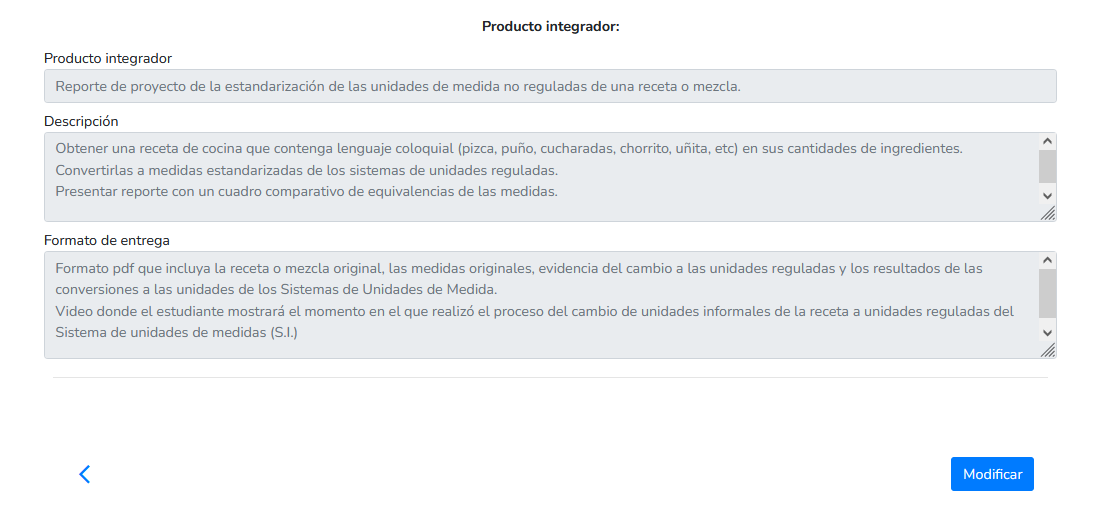 Producto integrador:
Producto integrador
Reporte de proyecto de la estandarización de las unidades de medida no reguladas de una receta o mezcla.
Descripción
Obtener una receta de cocina que contenga lenguaje coloquial (pizca, puño, cucharadas, chorrito, uñita, etc) en sus cantidades de ingredientes.
Convertirlas a medidas estandarizadas de los sistemas de unidades reguladas.
Presentar reporte con un cuadro comparativo de equivalencias de las medidas.
Formato de entrega
Formato pdf que incluya la receta o mezcla original, las medidas originales, evidencia del cambio a las unidades reguladas y los resultados de las
conversiones a las unidades de los Sistemas de Unidades de Medida.
Video donde el estudiante mostrará el momento en el que realizó el proceso del cambio de unidades informales de la receta a unidades reguladas del
Sistema de unidades de medidas (S.I.)
Modificar